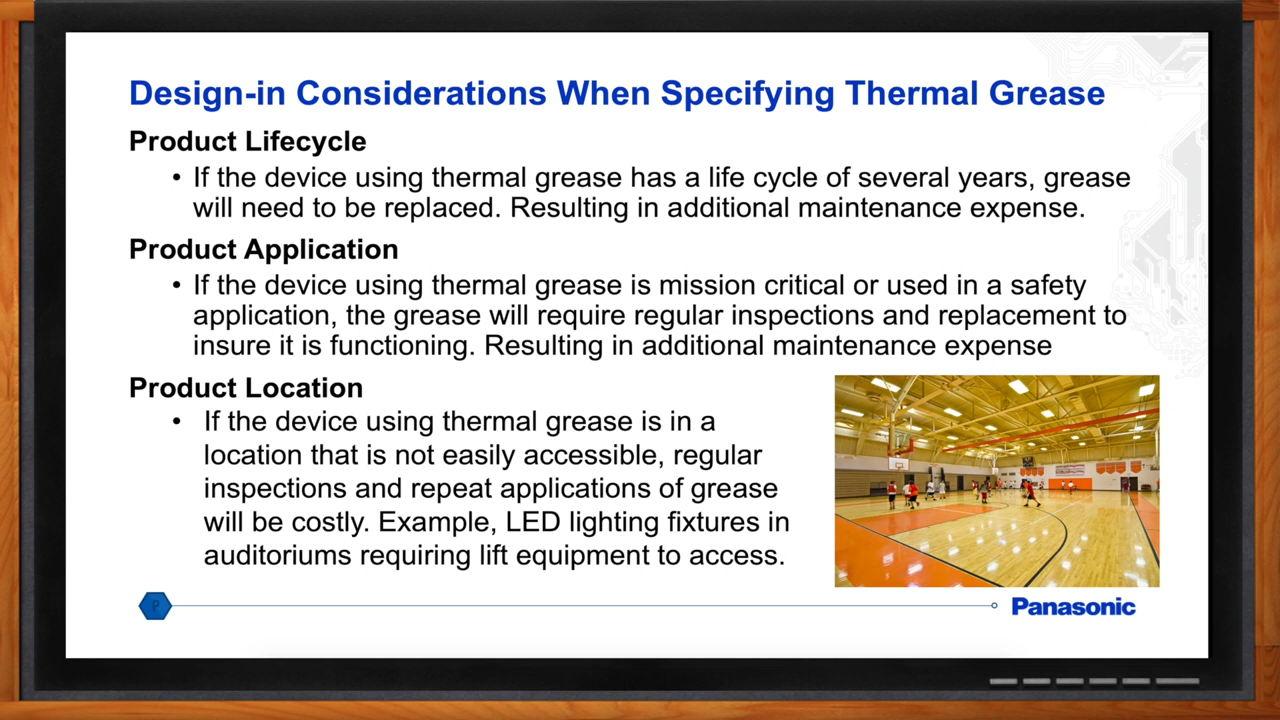 Design-in Considerations When Specifying Thermal Grease
Product Lifecycle
• If the device using thermal grease has a life cycle of several years, grease
will need to be replaced. Resulting in additional maintenance expense.
Product Application
• If the device using thermal grease is mission critical or used in a safety
application, the grease will require regular inspections and replacement to
insure it is functioning. Resulting in additional maintenance expense
Product Location
• If the device using thermal grease is in a
location that is not easily accessible, regular
inspections and repeat applications of grease
will be costly. Example, LED lighting fixtures in
auditoriums requiring lift equipment to access.
P
Panasonic